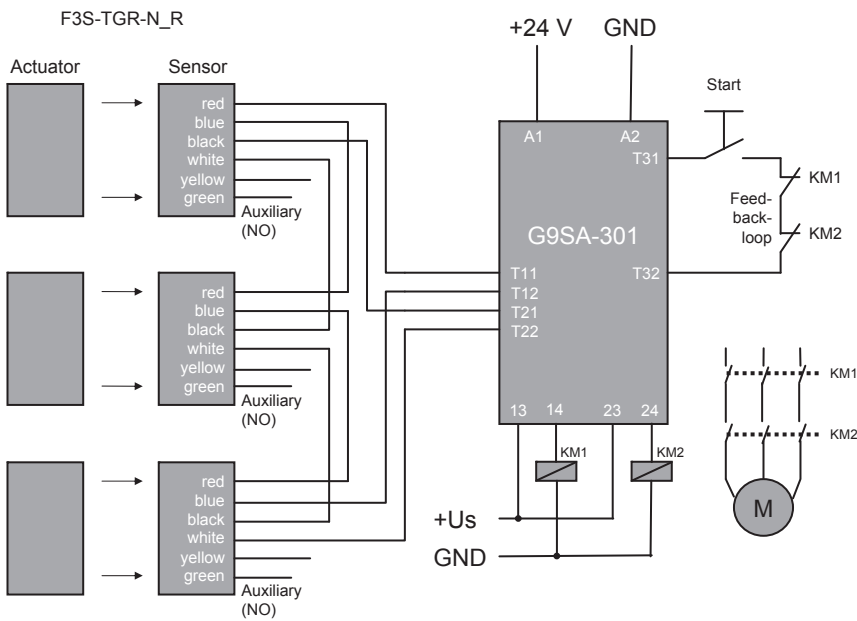 F3S-TGR-N_R
Actuator
Sensor
red
blue
black
white
yellow
green
Auxiliary
(NO)
red
blue
black
white
yellow
green
Auxiliary
(NO)
red
blue
black
white
yellow
green
Auxiliary
(NO)
+24 V
GND
A1
A2
T31
G9SA-301
T11
T12
T21
T22
T32
13
14
23
24
Start
KM1
Feed-
back-
loop
KM2
KM1
KM2
+Us
GND
KM1
KM2
M